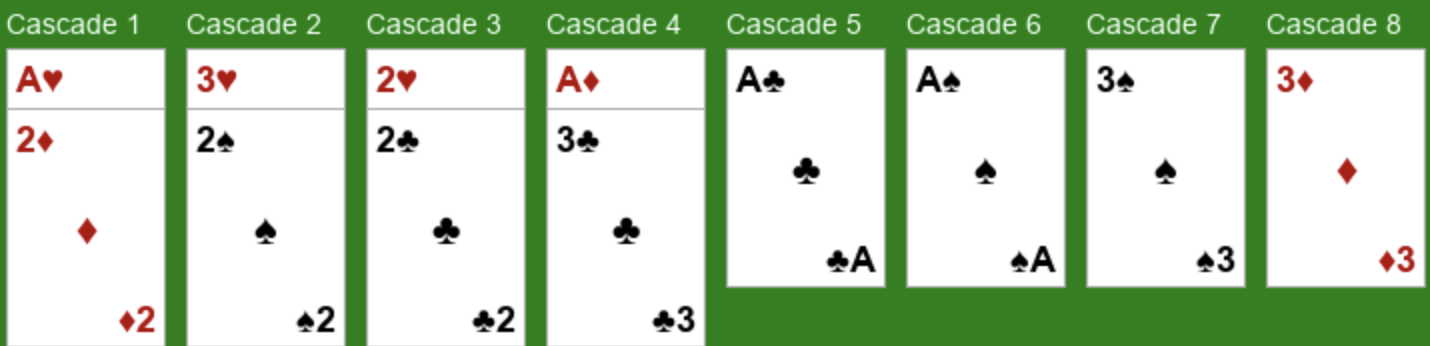 Cascade 1 Cascade 2 Cascade 3 Cascade 4 Cascade 5 Cascade 6 Cascade 7 Cascade 8
A♥ 3♥ 2♥ A♦ A♣ A♠ 3♠ 3♦
2♦ 2♠ 2♣ 3♣
♣A ♠A ♠3 ♦3
♦2 ♠2 ♣2 ♣3